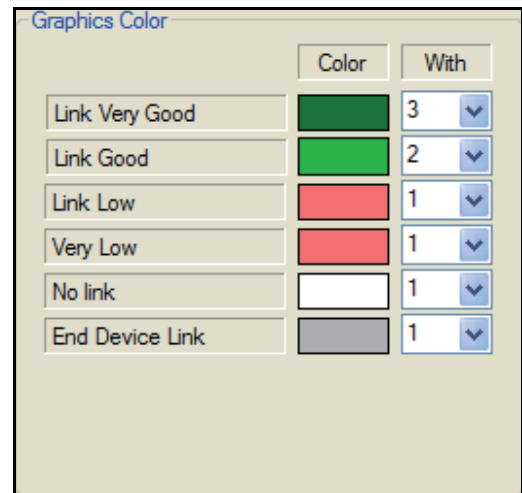 Graphics Color
Color With
Link Very Good 3
Link Good 2
Link Low 1
Very Low 1
No link 1
End Device Link 1